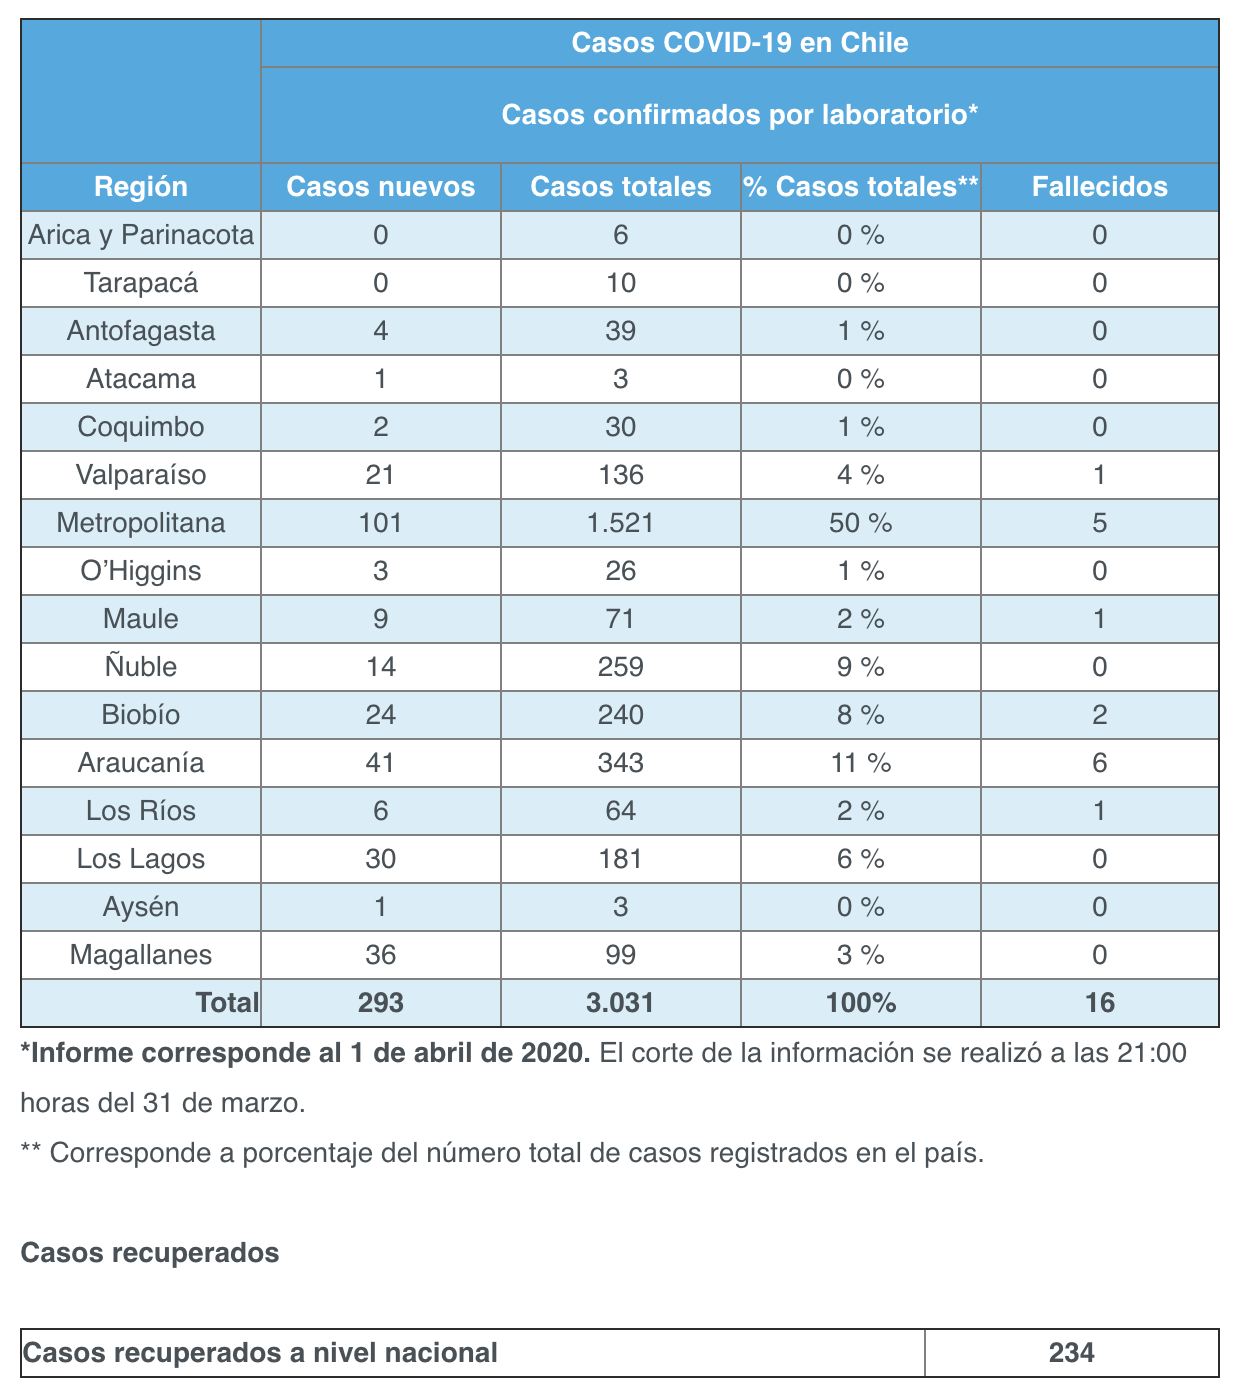 Casos COVID-19 en Chile
Casos confirmados por laboratorio*
Región Casos nuevos Casos totales % Casos totales** Fallecidos
Arica y Parinacota 0 6 0 % 0
Tarapacá 0 10 0 % 0
Antofagasta 4 39 1 % 0
Atacama 1 3 0 % 0
Coquimbo 2 30 1 % 0
Valparaíso 21 136 4 % 1
Metropolitana 101 1.521 50 % 5
O’Higgins 3 26 1 % 0
Maule 9 71 2 % 1
Ñuble 14 259 9 % 0
Biobío 24 240 8 % 2
Araucanía 41 343 11 % 6
Los Ríos 6 64 2 % 1
Los Lagos 30 181 6 % 0
Aysén 1 3 0 % 0
Magallanes 36 99 3 % 0
Total 293 3.031 100% 16
*Informe corresponde al 1 de abril de 2020. El corte de la información se realizó a las 21:00
horas del 31 de marzo.
** Corresponde a porcentaje del número total de casos registrados en el país.
Casos recuperados
Casos recuperados a nivel nacional 234